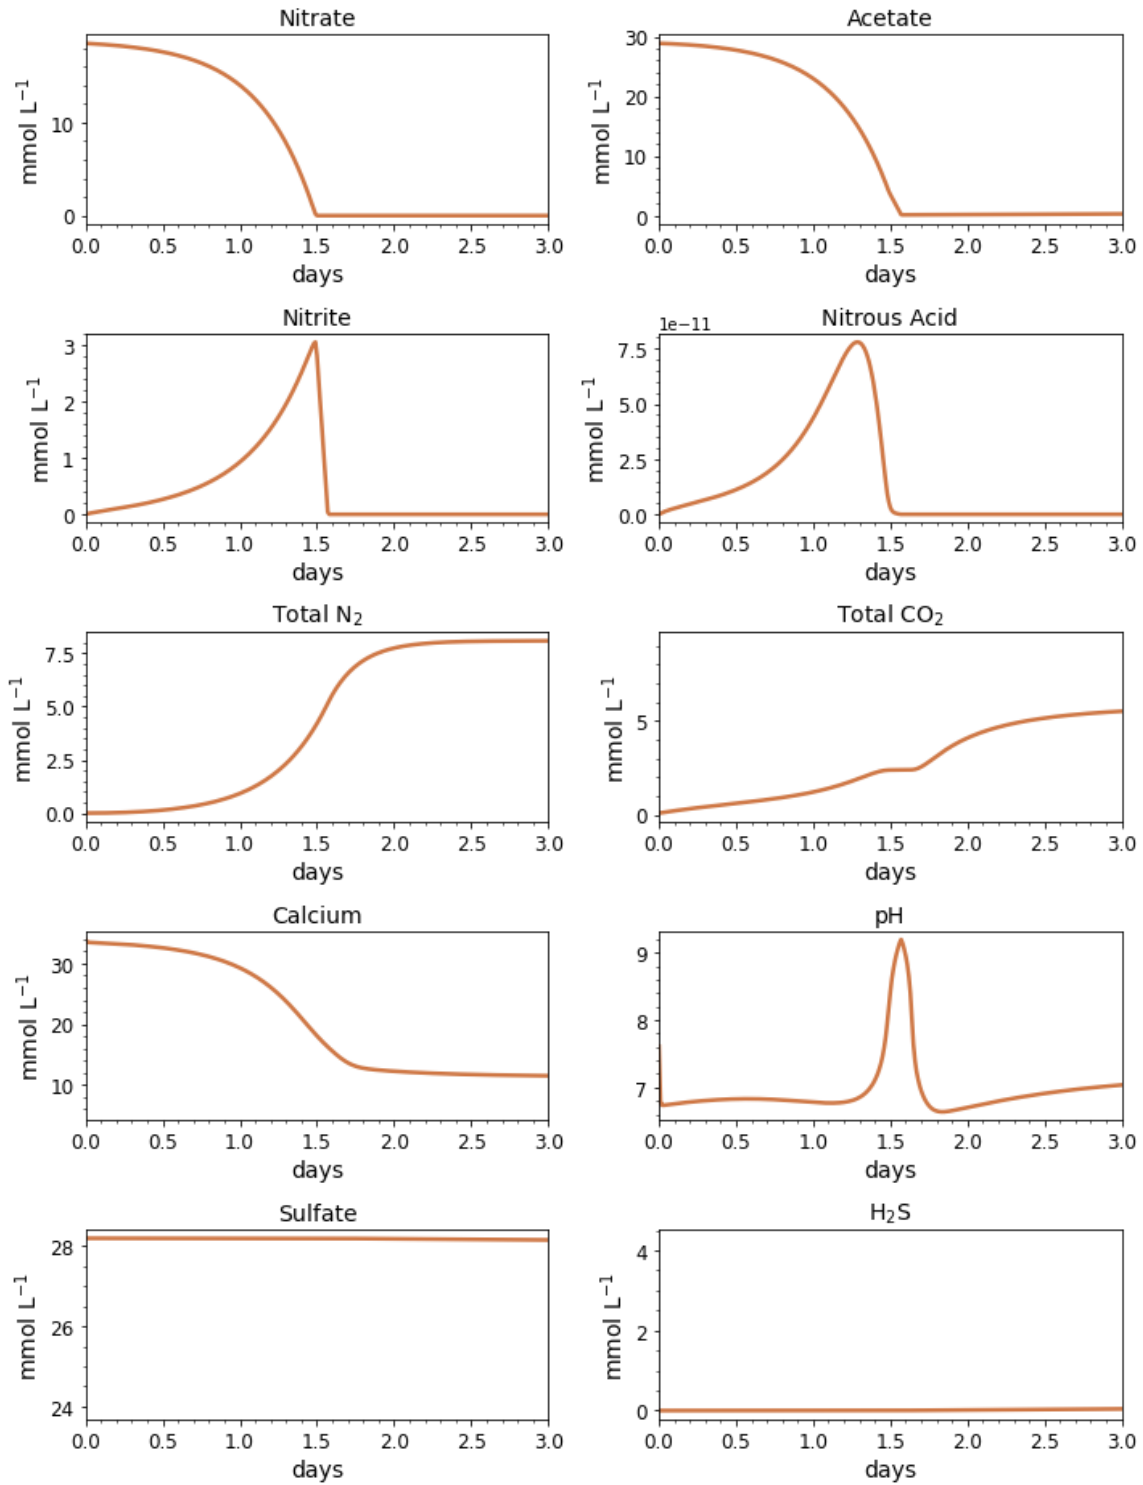 Nitrate
mmol L⁻¹
10
0
0.0 0.5 1.0 1.5 2.0 2.5 3.0
days
Acetate
mmol L⁻¹
30
20
10
0
0.0 0.5 1.0 1.5 2.0 2.5 3.0
days
Nitrite
mmol L⁻¹
3
2
1
0
0.0 0.5 1.0 1.5 2.0 2.5 3.0
days
1e−11
Nitrous Acid
mmol L⁻¹
7.5
5.0
2.5
0.0
0.0 0.5 1.0 1.5 2.0 2.5 3.0
days
Total N₂
mmol L⁻¹
7.5
5.0
2.5
0.0
0.0 0.5 1.0 1.5 2.0 2.5 3.0
days
Total CO₂
mmol L⁻¹
5
0
0.0 0.5 1.0 1.5 2.0 2.5 3.0
days
Calcium
mmol L⁻¹
30
20
10
0.0 0.5 1.0 1.5 2.0 2.5 3.0
days
pH
9
8
7
0.0 0.5 1.0 1.5 2.0 2.5 3.0
days
Sulfate
mmol L⁻¹
28
26
24
0.0 0.5 1.0 1.5 2.0 2.5 3.0
days
H₂S
mmol L⁻¹
4
2
0
0.0 0.5 1.0 1.5 2.0 2.5 3.0
days